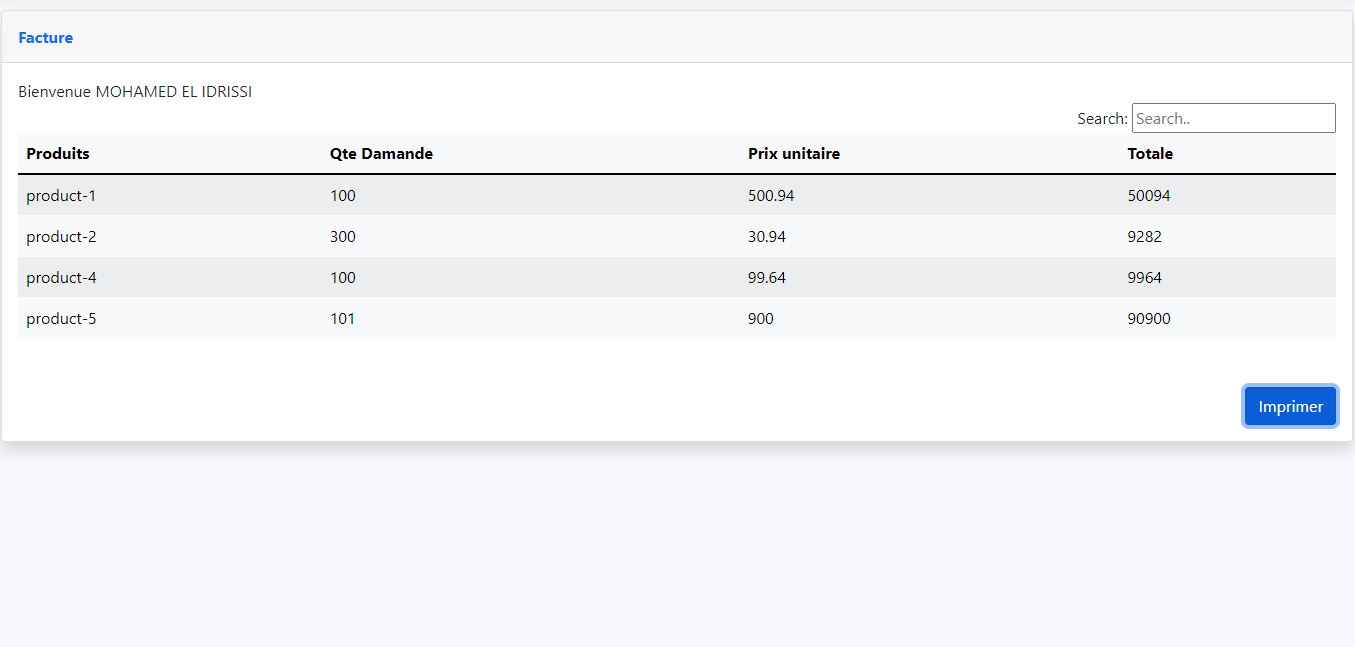 Facture
Bienvenue MOHAMED EL IDRISSI
Search: Search..
Produits Qte Damande Prix unitaire Totale
product-1 100 500.94 50094
product-2 300 30.94 9282
product-4 100 99.64 9964
product-5 101 900 90900
Imprimer